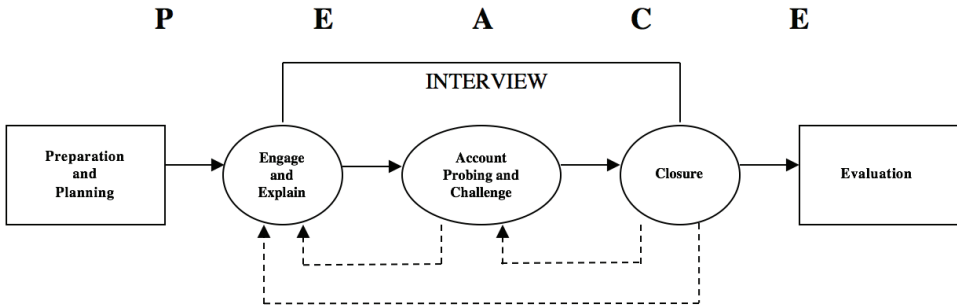 P E A C E
INTERVIEW
Preparation
and
Planning
Engage
and
Explain
Account
Probing and
Challenge
Closure
Evaluation